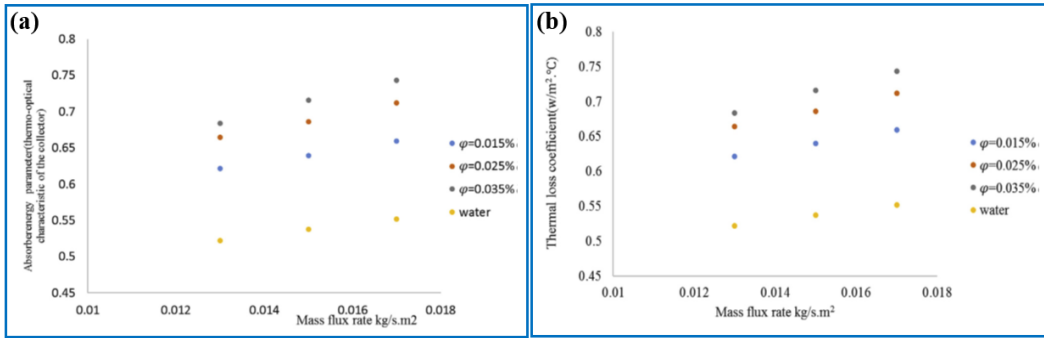 (a)
0.8
0.75
0.7
0.65
0.6
0.55
0.5
0.45
0.01
0.012
0.014
0.016
0.018
Absorberenergy parameter(thermo-optical
characteristic of the collector)
Mass flux rate kg/s.m2
φ=0.015%
φ=0.025%
φ=0.035%
water
(b)
0.8
0.75
0.7
0.65
0.6
0.55
0.5
0.45
0.01
0.012
0.014
0.016
0.018
Thermal loss coefficient(w/m².°C)
Mass flux rate kg/s.m²
φ=0.015%
φ=0.025%
φ=0.035%
water